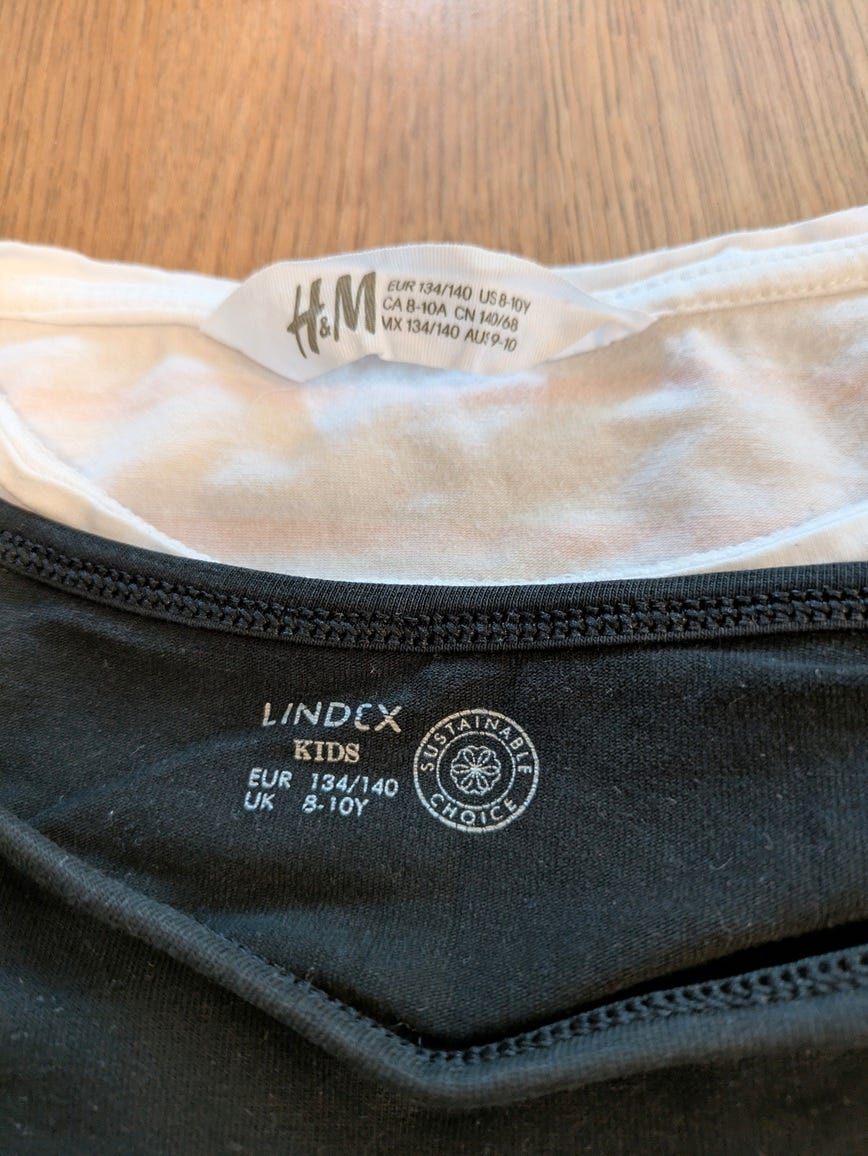 H&M
EUR 134/140 US 8-10Y
CA 8-10A CN 140/68
MX 134/140 AUS 9-10
LINDEX
KIDS
EUR 134/140
UK 8-10Y
SUSTAINABLE
CHOICE